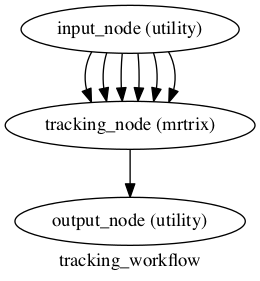 input_node (utility)
tracking_node (mrtrix)
output_node (utility)
tracking_workflow